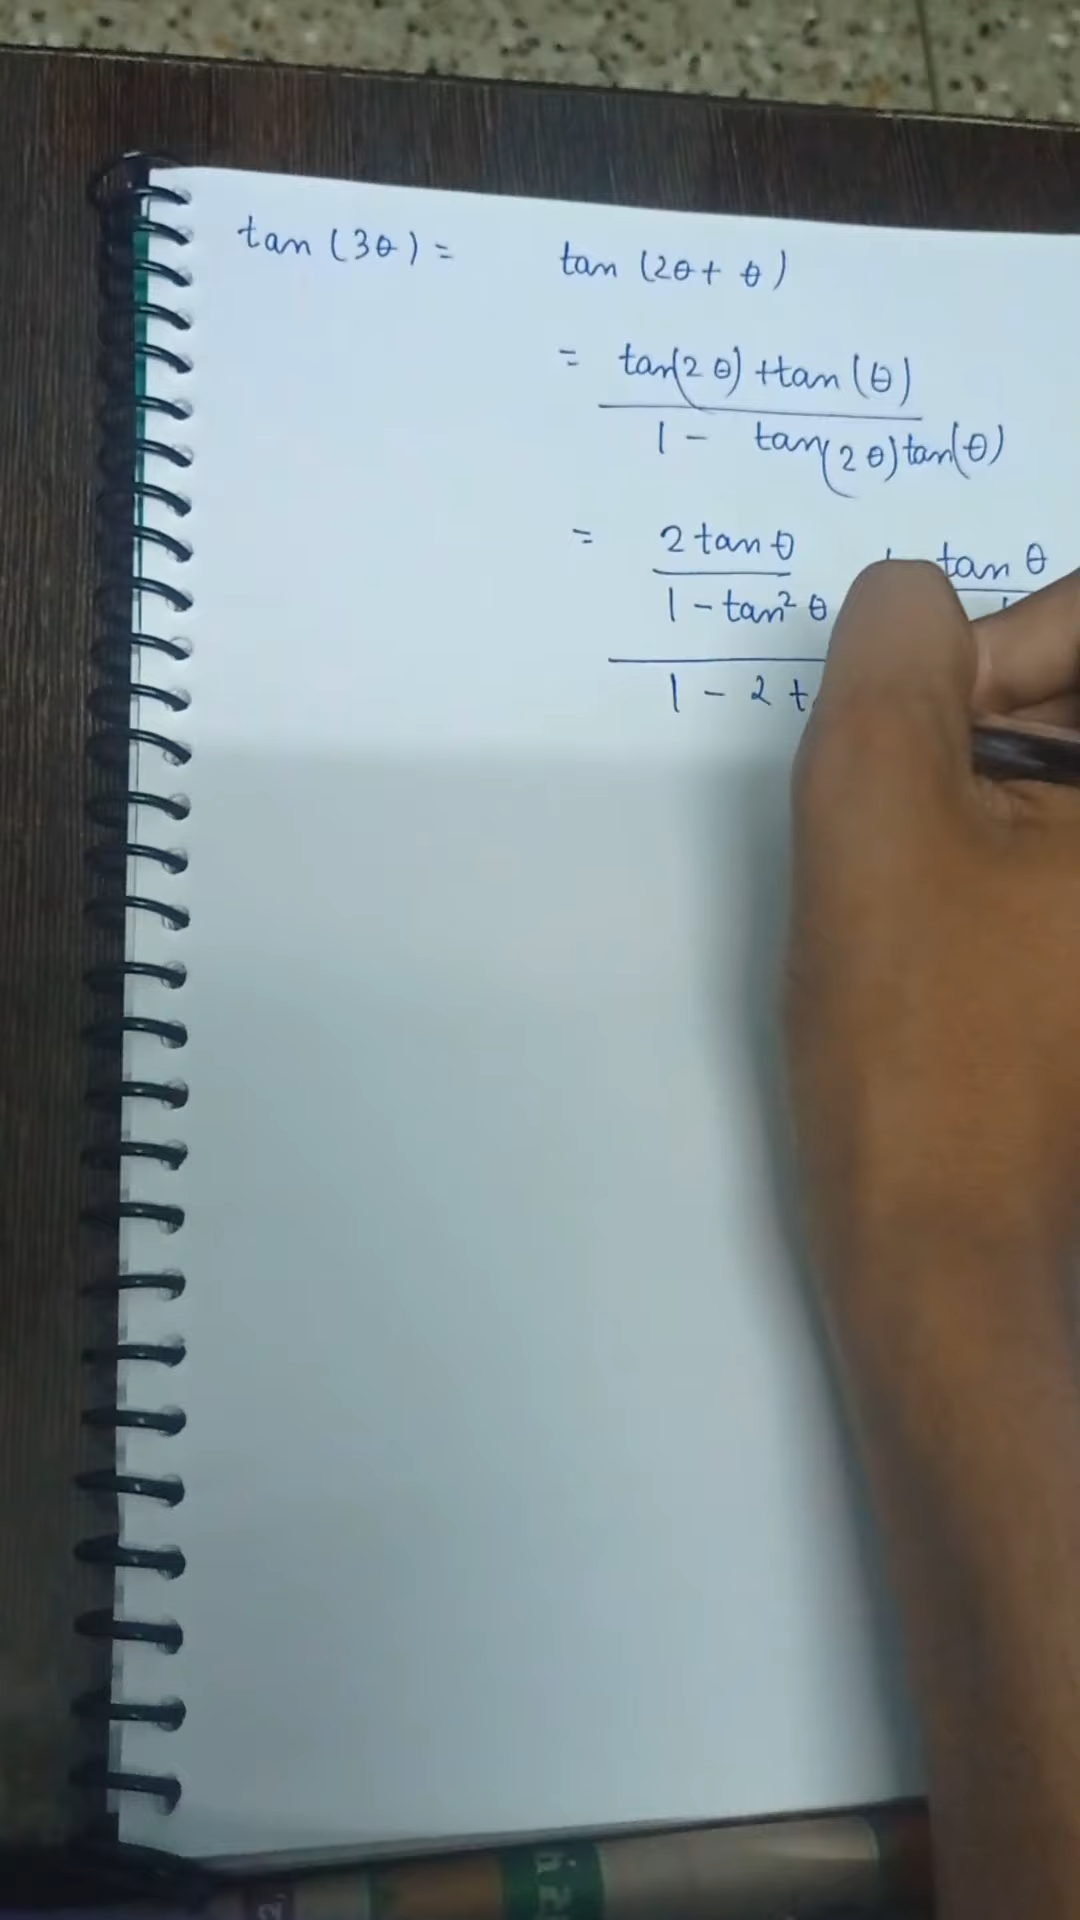 tan (3θ) = tan (2θ + θ)
= tan(2θ) + tan (θ)
1 - tan(2θ) tan(θ)
= 2 tan θ tan θ
1 - tan² θ
1 - 2